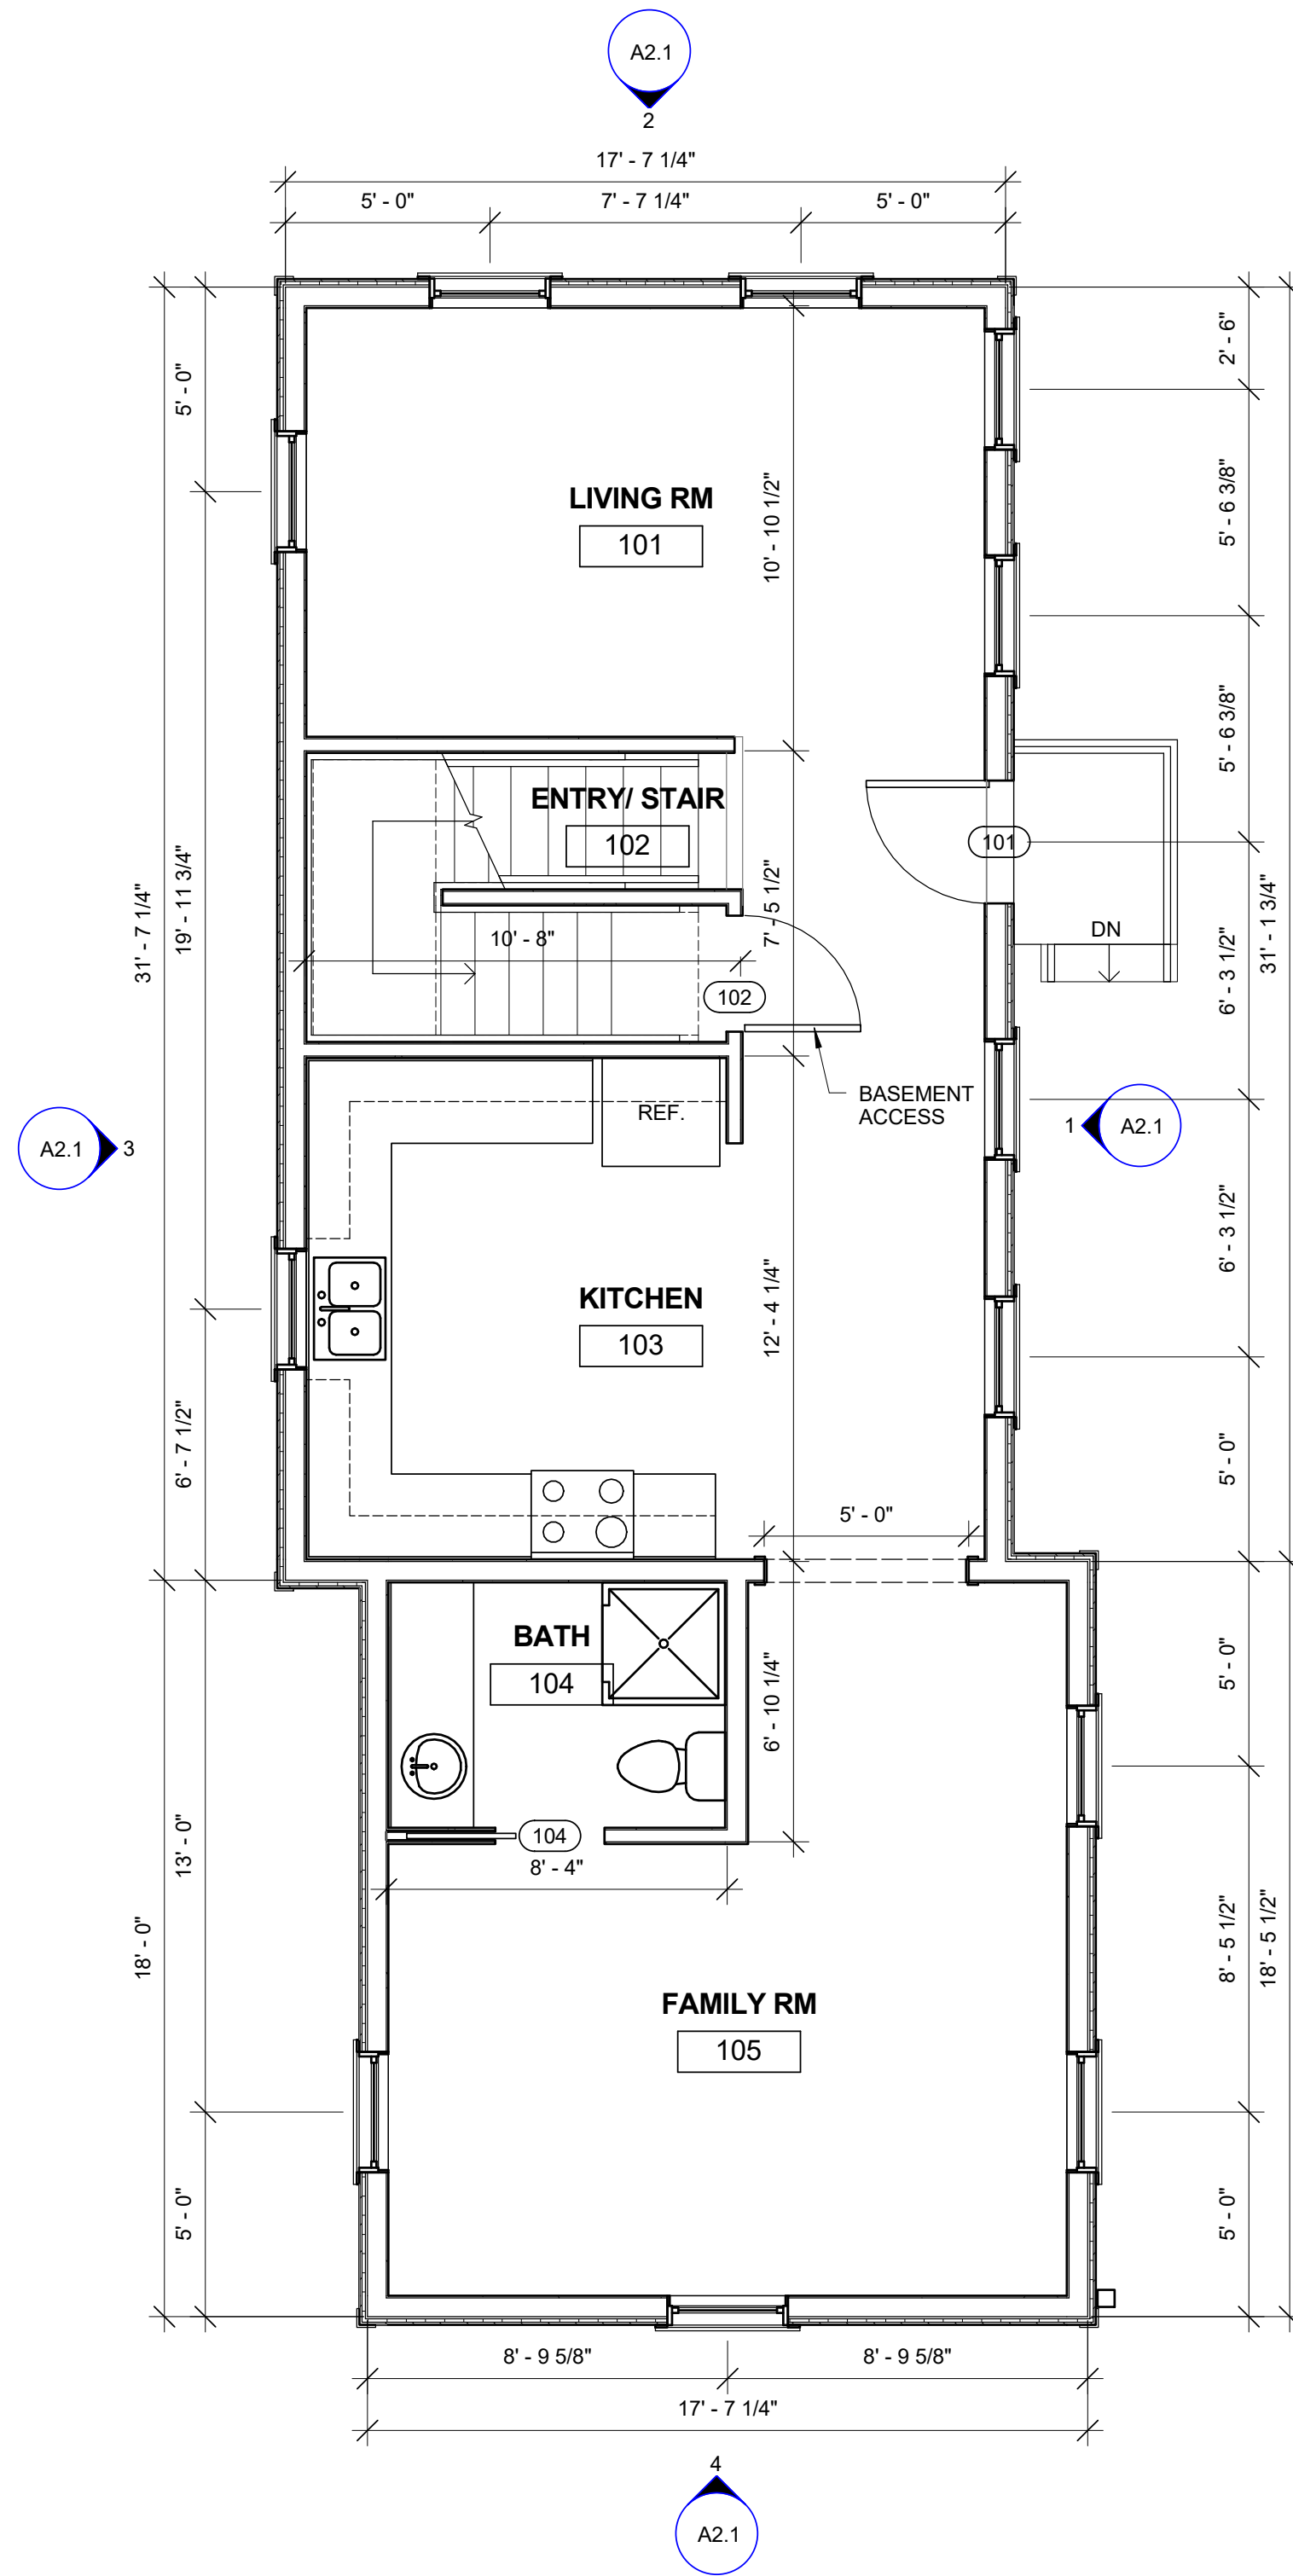 A2.1
2
17' - 7 1/4"
5' - 0"
7' - 7 1/4"
5' - 0"
2' - 6"
5' - 0"
5' - 6 3/8"
LIVING RM
101
10' - 10 1/2"
5' - 6 3/8"
ENTRY/ STAIR
102
101
31' - 7 1/4"
19' - 11 3/4"
7' - 5 1/2"
31' - 1 3/4"
10' - 8"
DN
6' - 3 1/2"
102
BASEMENT
ACCESS
REF.
A2.1
3
1
A2.1
6' - 3 1/2"
KITCHEN
103
12' - 4 1/4"
6' - 7 1/2"
5' - 0"
5' - 0"
BATH
104
6' - 10 1/4"
5' - 0"
104
8' - 4"
13' - 0"
18' - 0"
8' - 5 1/2"
18' - 5 1/2"
FAMILY RM
105
5' - 0"
5' - 0"
8' - 9 5/8"
8' - 9 5/8"
17' - 7 1/4"
4
A2.1